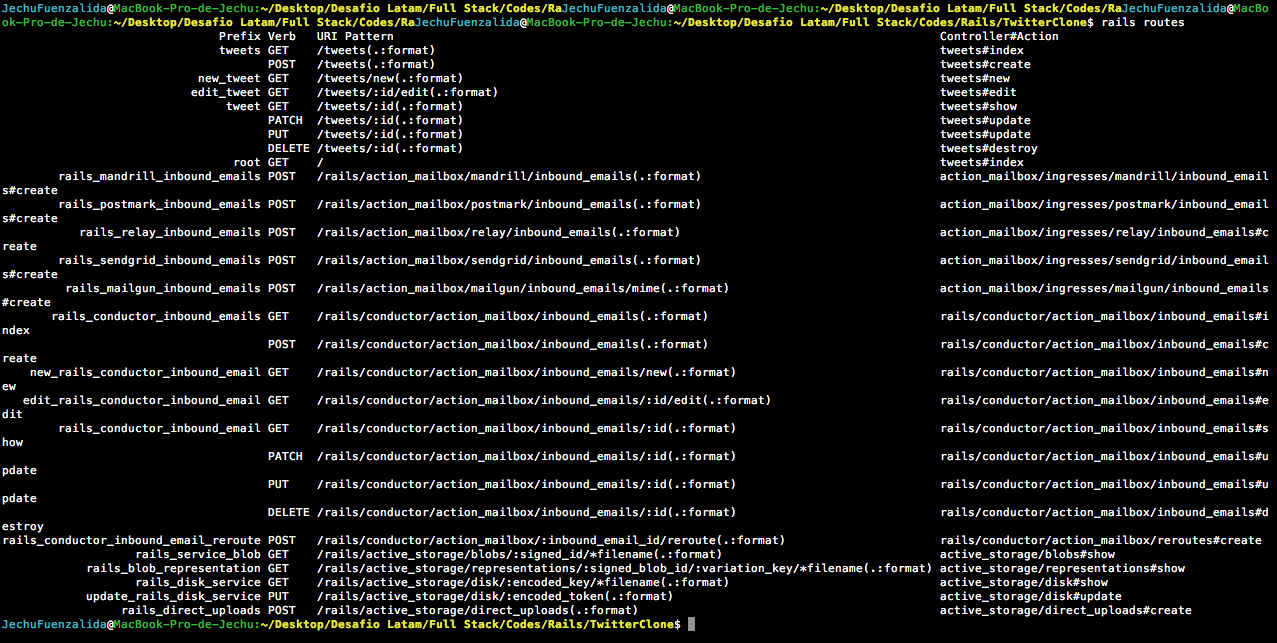 JechuFuenzalida@MacBook-Pro-de-Jechu:~/Desktop/Desafio Latam/Full Stack/Codes/RaJechuFuenzalida@MacBook-Pro-de-Jechu:~/Desktop/Desafio Latam/Full Stack/Codes/RaJechuFuenzalida@MacBo
ok-Pro-de-Jechu:~/Desktop/Desafio Latam/Full Stack/Codes/RaJechuFuenzalida@MacBook-Pro-de-Jechu:~/Desktop/Desafio Latam/Full Stack/Codes/Rails/TwitterClone$ rails routes
Prefix Verb URI Pattern Controller#Action
tweets GET /tweets(.:format) tweets#index
POST /tweets(.:format) tweets#create
new_tweet GET /tweets/new(.:format) tweets#new
edit_tweet GET /tweets/:id/edit(.:format) tweets#edit
tweet GET /tweets/:id(.:format) tweets#show
PATCH /tweets/:id(.:format) tweets#update
PUT /tweets/:id(.:format) tweets#update
DELETE /tweets/:id(.:format) tweets#destroy
root GET / tweets#index
rails_mandrill_inbound_emails POST /rails/action_mailbox/mandrill/inbound_emails(.:format) action_mailbox/ingresses/mandrill/inbound_email
s#create
rails_postmark_inbound_emails POST /rails/action_mailbox/postmark/inbound_emails(.:format) action_mailbox/ingresses/postmark/inbound_email
s#create
rails_relay_inbound_emails POST /rails/action_mailbox/relay/inbound_emails(.:format) action_mailbox/ingresses/relay/inbound_emails#c
reate
rails_sendgrid_inbound_emails POST /rails/action_mailbox/sendgrid/inbound_emails(.:format) action_mailbox/ingresses/sendgrid/inbound_email
s#create
rails_mailgun_inbound_emails POST /rails/action_mailbox/mailgun/inbound_emails/mime(.:format) action_mailbox/ingresses/mailgun/inbound_emails
#create
rails_conductor_inbound_emails GET /rails/conductor/action_mailbox/inbound_emails(.:format) rails/conductor/action_mailbox/inbound_emails#i
ndex
POST /rails/conductor/action_mailbox/inbound_emails(.:format) rails/conductor/action_mailbox/inbound_emails#c
reate
new_rails_conductor_inbound_email GET /rails/conductor/action_mailbox/inbound_emails/new(.:format) rails/conductor/action_mailbox/inbound_emails#n
ew
edit_rails_conductor_inbound_email GET /rails/conductor/action_mailbox/inbound_emails/:id/edit(.:format) rails/conductor/action_mailbox/inbound_emails#e
dit
rails_conductor_inbound_email GET /rails/conductor/action_mailbox/inbound_emails/:id(.:format) rails/conductor/action_mailbox/inbound_emails#s
how
PATCH /rails/conductor/action_mailbox/inbound_emails/:id(.:format) rails/conductor/action_mailbox/inbound_emails#u
pdate
PUT /rails/conductor/action_mailbox/inbound_emails/:id(.:format) rails/conductor/action_mailbox/inbound_emails#u
pdate
DELETE /rails/conductor/action_mailbox/inbound_emails/:id(.:format) rails/conductor/action_mailbox/inbound_emails#d
estroy
rails_conductor_inbound_email_reroute POST /rails/conductor/action_mailbox/:inbound_email_id/reroute(.:format) rails/conductor/action_mailbox/reroutes#create
rails_service_blob GET /rails/active_storage/blobs/:signed_id/*filename(.:format) active_storage/blobs#show
rails_blob_representation GET /rails/active_storage/representations/:signed_blob_id/:variation_key/*filename(.:format) active_storage/representations#show
rails_disk_service GET /rails/active_storage/disk/:encoded_key/*filename(.:format) active_storage/disk#show
update_rails_disk_service PUT /rails/active_storage/disk/:encoded_token(.:format) active_storage/disk#update
rails_direct_uploads POST /rails/active_storage/direct_uploads(.:format) active_storage/direct_uploads#create
JechuFuenzalida@MacBook-Pro-de-Jechu:~/Desktop/Desafio Latam/Full Stack/Codes/Rails/TwitterClone$